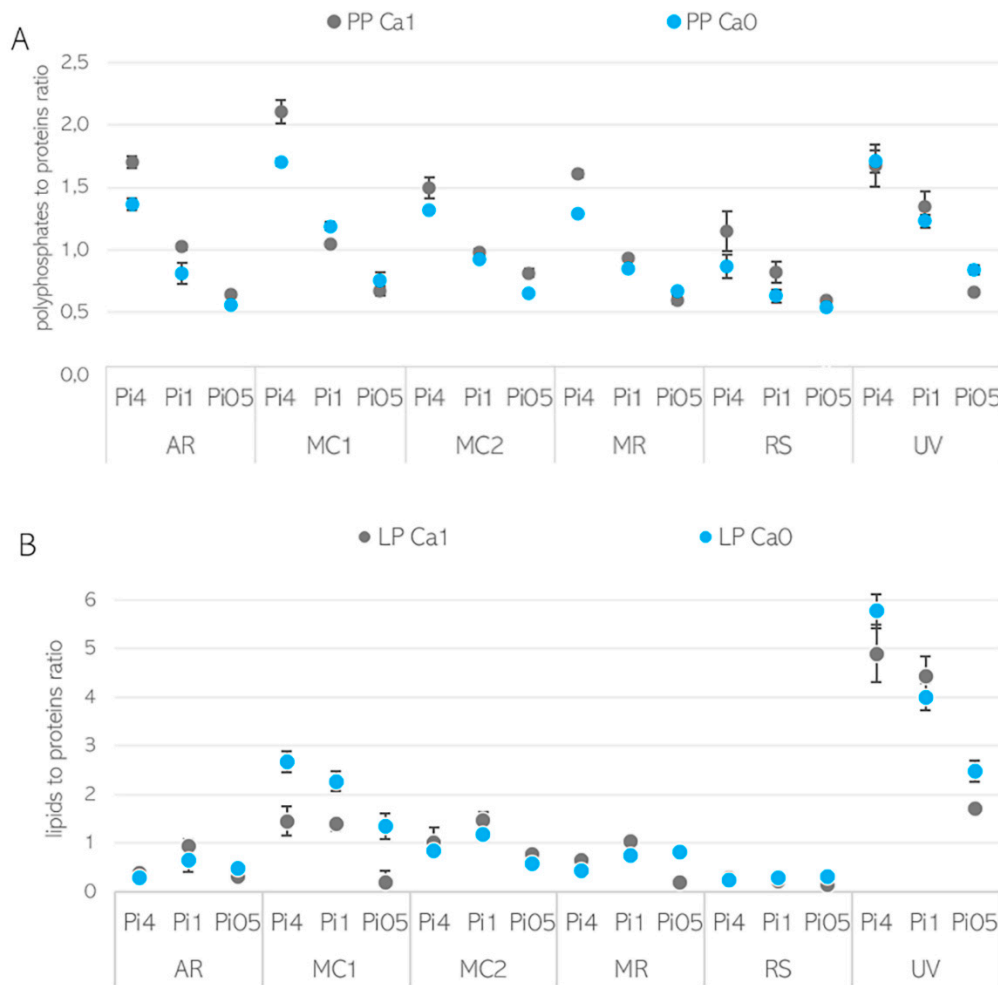 A
PP Ca1 PP Ca0
polyphosphates to proteins ratio
2,5
2.0
1.5
1.0
0.5
0,0
Pi4 Pi1 Pi05 Pi4 Pi1 Pi05 Pi4 Pi1 Pi05 Pi4 Pi1 Pi05 Pi4 Pi1 Pi05 Pi4 Pi1 Pi05
AR MC1 MC2 MR RS UV
B
LP Ca1 LP Ca0
lipids to proteins ratio
6
5
4
3
2
1
0
Pi4 Pi1 Pi05 Pi4 Pi1 Pi05 Pi4 Pi1 Pi05 Pi4 Pi1 Pi05 Pi4 Pi1 Pi05 Pi4 Pi1 Pi05
AR MC1 MC2 MR RS UV